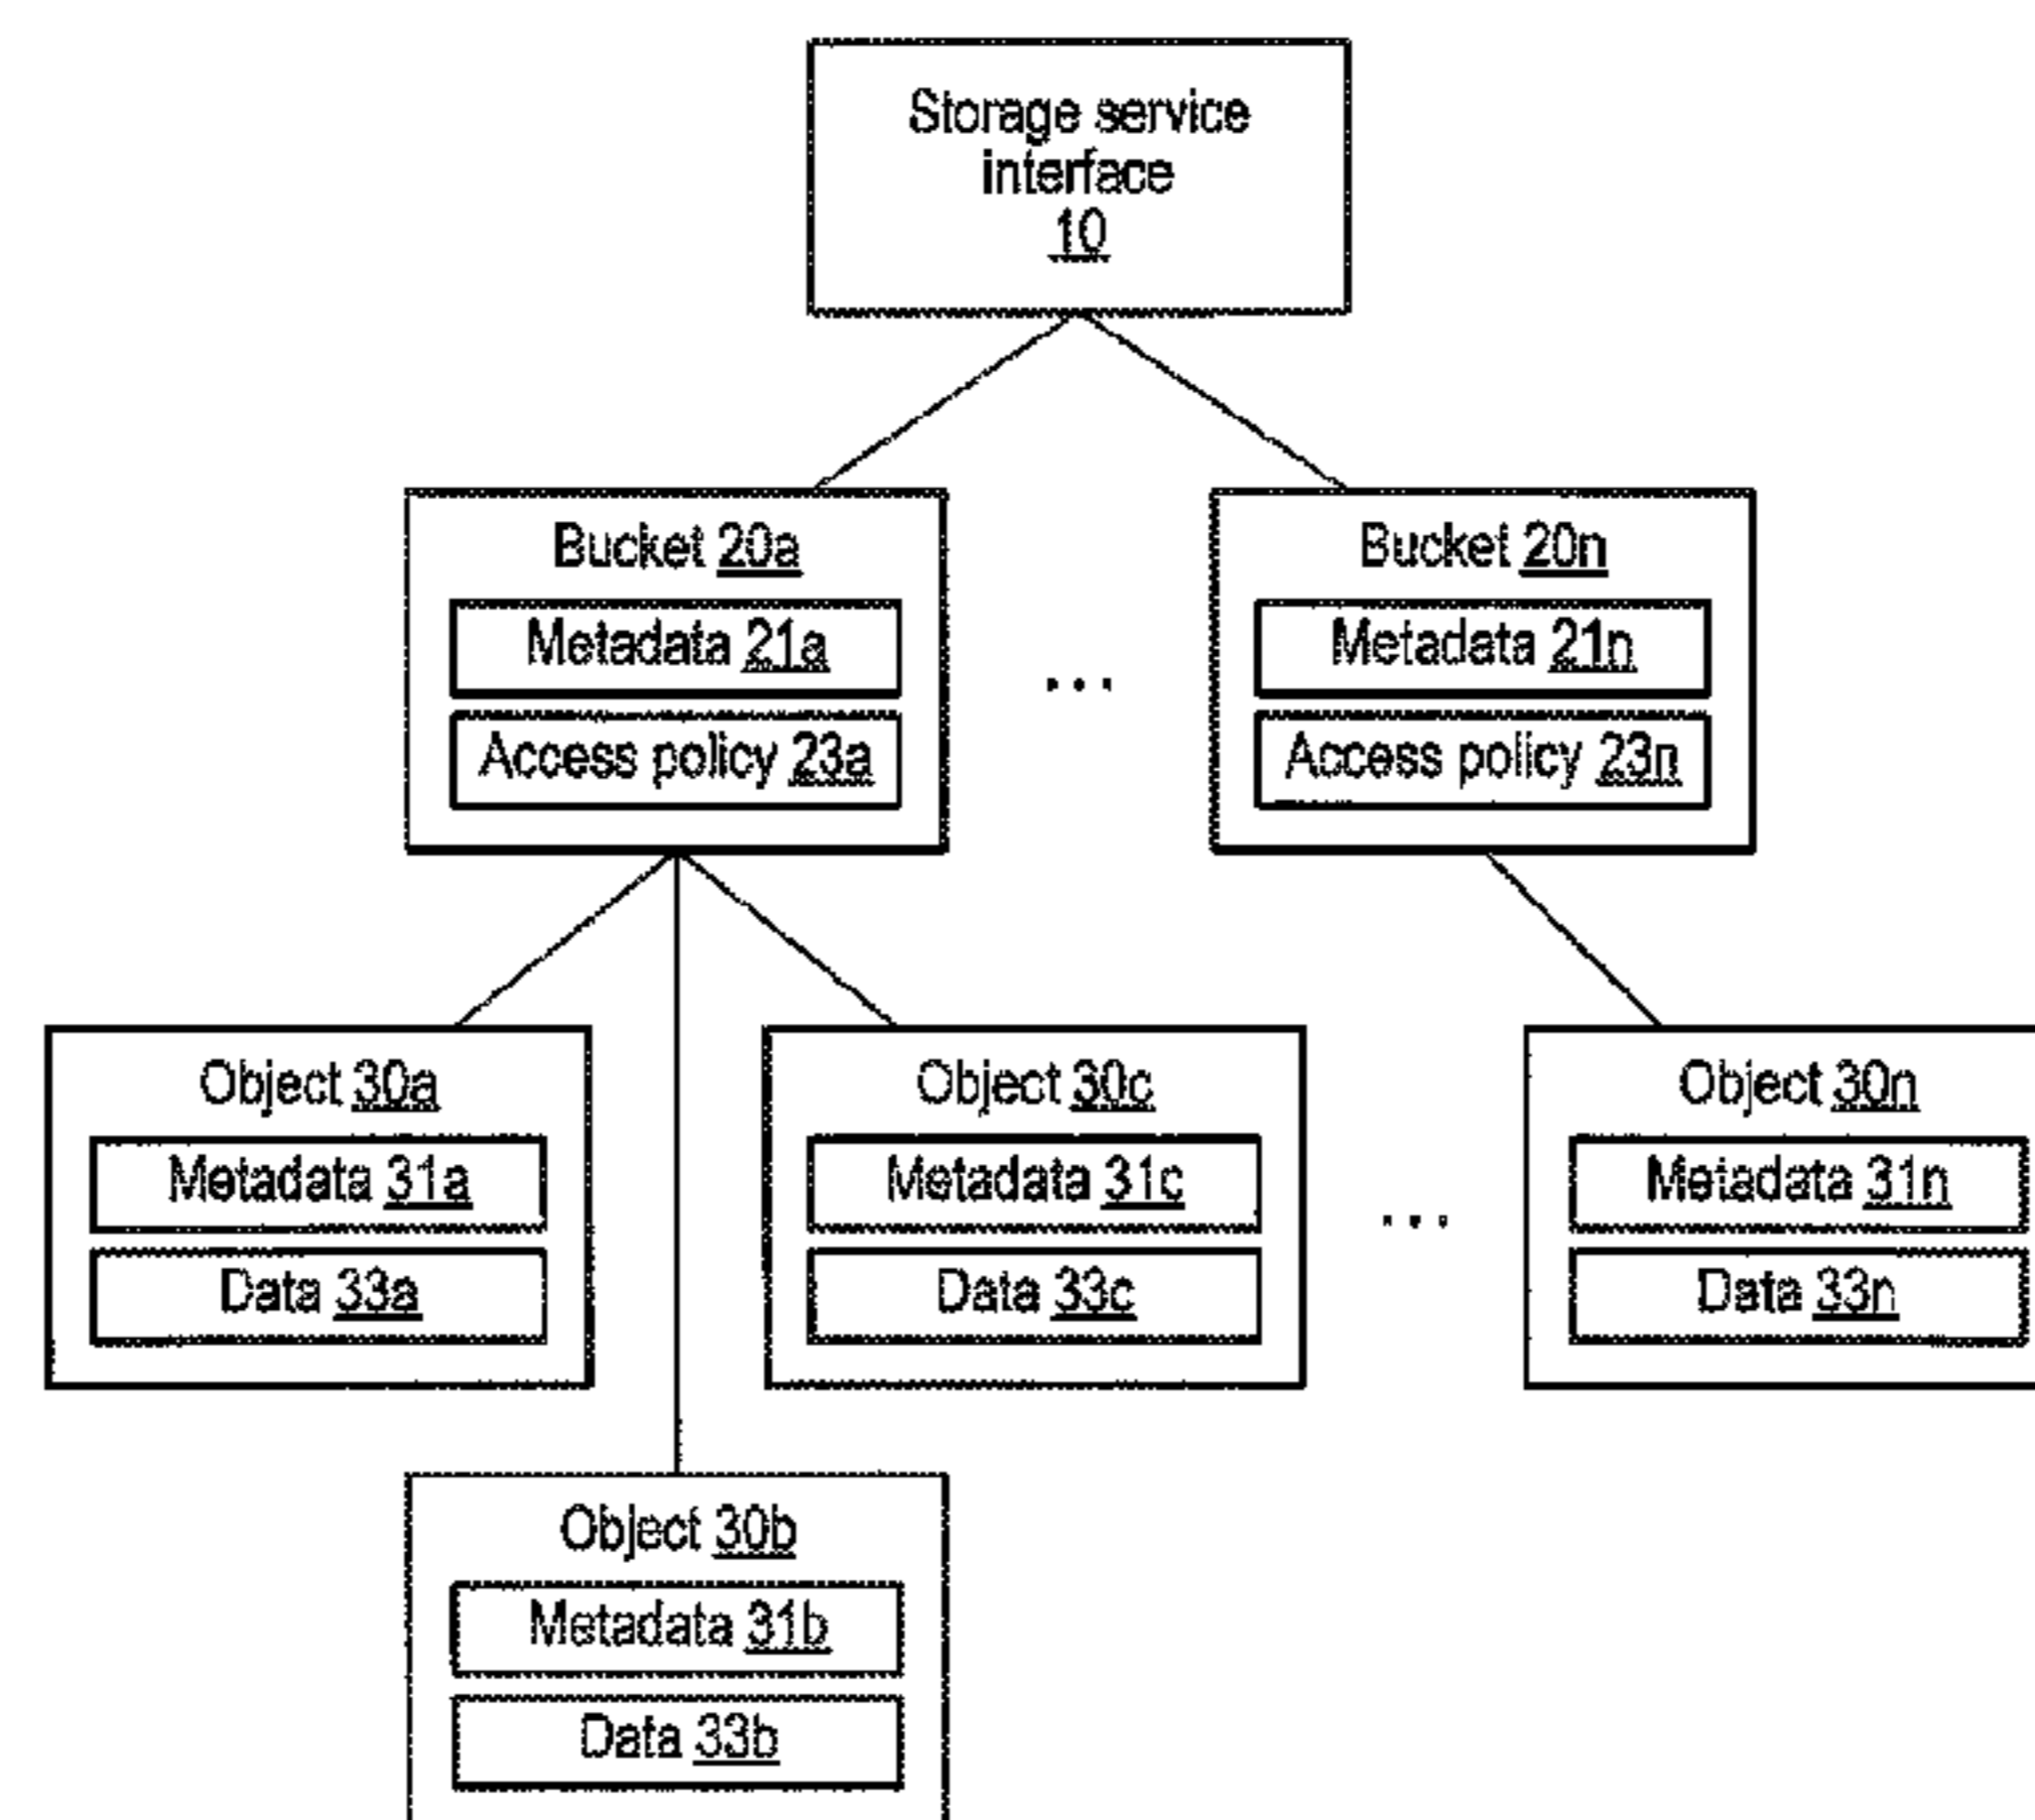 Storage service
interface
10
Bucket 20a
Metadata 21a
Access policy 23a
...
Bucket 20n
Metadata 21n
Access policy 23n
Object 30a
Metadata 31a
Data 33a
Object 30c
Metadata 31c
Data 33c
...
Object 30n
Metadata 31n
Data 33n
Object 30b
Metadata 31b
Data 33b